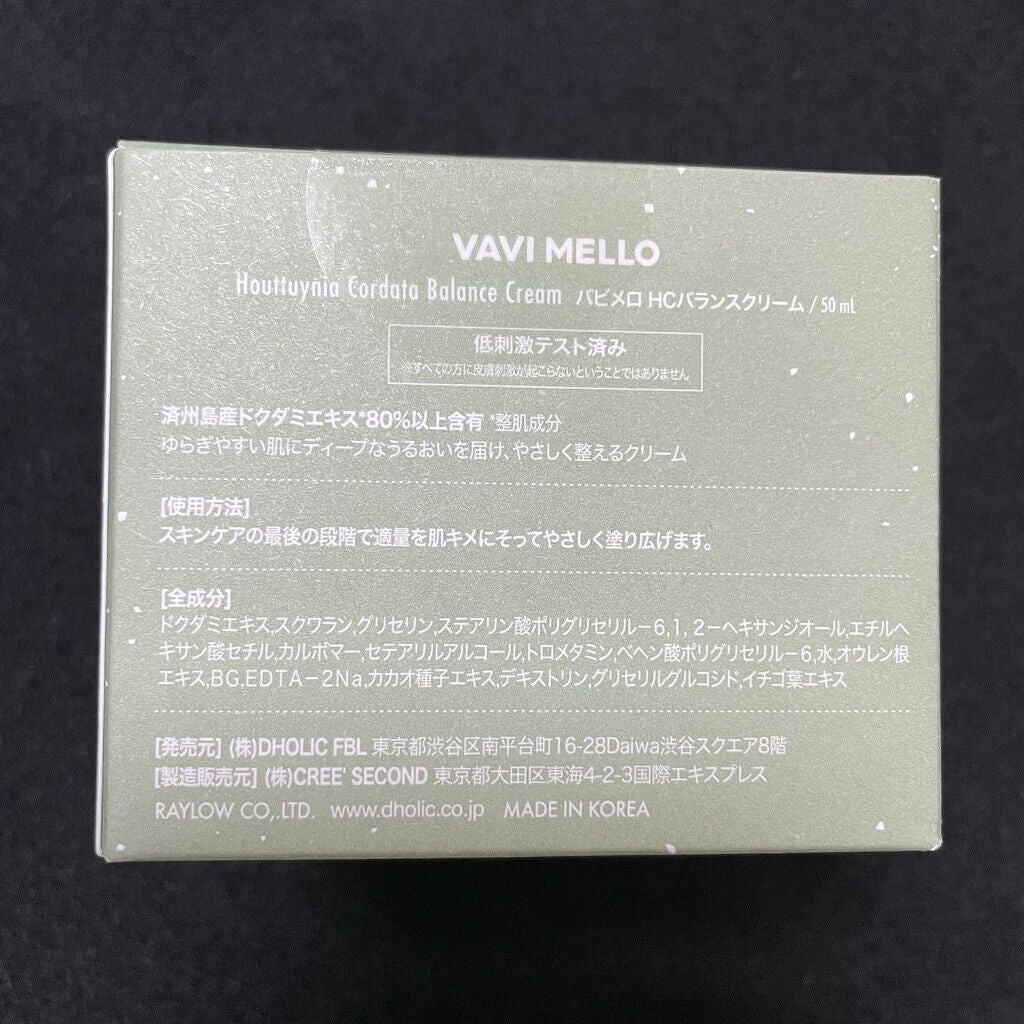 VAVI MELLO
Houttuynia Cordata Balance Cream バビメロ HCバランスクリーム / 50 mL
低刺激テスト済み
※すべての方に皮膚刺激が起こらないということではありません
済州島産ドクダミエキス*80%以上含有 *整肌成分
ゆらぎやすい肌にディープなうるおいを届け、やさしく整えるクリーム
[使用方法]
スキンケアの最後の段階で適量を肌キメにそってやさしく塗り広げます。
[全成分]
ドクダミエキス,スクワラン,グリセリン,ステアリン酸ポリグリセリル−6,1, 2−ヘキサンジオール,エチルヘ
キサン酸セチル,カルボマー,セテアリルアルコール,トロメタミン,ベヘン酸ポリグリセリル−6,水,オウレン根
エキス,BG,EDTA−2Na,カカオ種子エキス,デキストリン,グリセリルグルコシド,イチゴ葉エキス
[発売元] (株)DHOLIC FBL 東京都渋谷区南平台町16-28Daiwa渋谷スクエア8階
[製造販売元] (株)CREE' SECOND 東京都大田区東海4-2-3国際エキスプレス
RAYLOW CO,.LTD. www.dholic.co.jp MADE IN KOREA